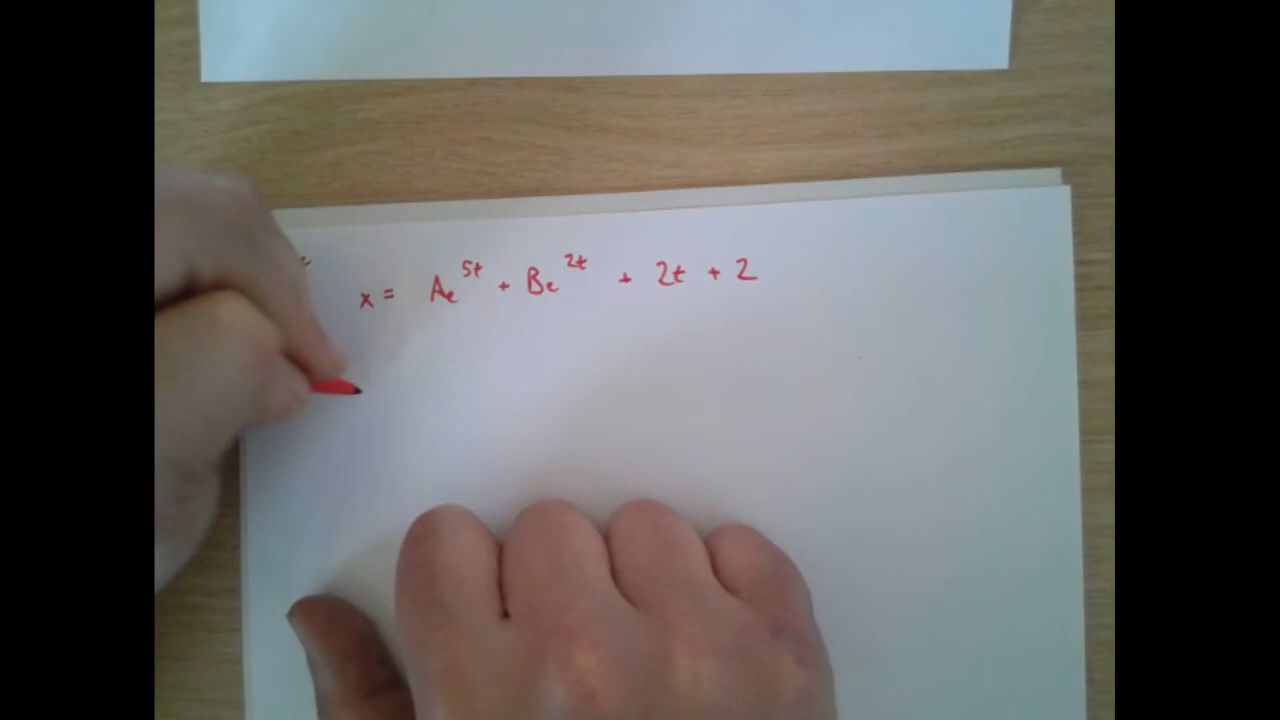 x = Ae^5t + Be^2t + 2t + 2